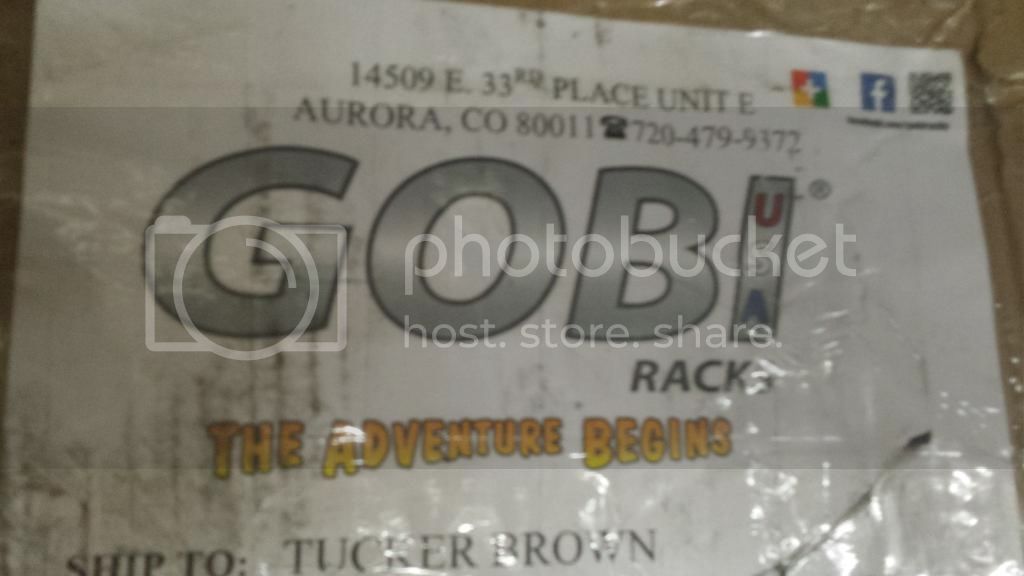 14509 E. 33RD PLACE UNIT E
AURORA, CO 80011☎720-479-9372
GOBI USA®
RACKS
THE ADVENTURE BEGINS
SHIP TO: TUCKER BROWN
photobucket
host. store. share.